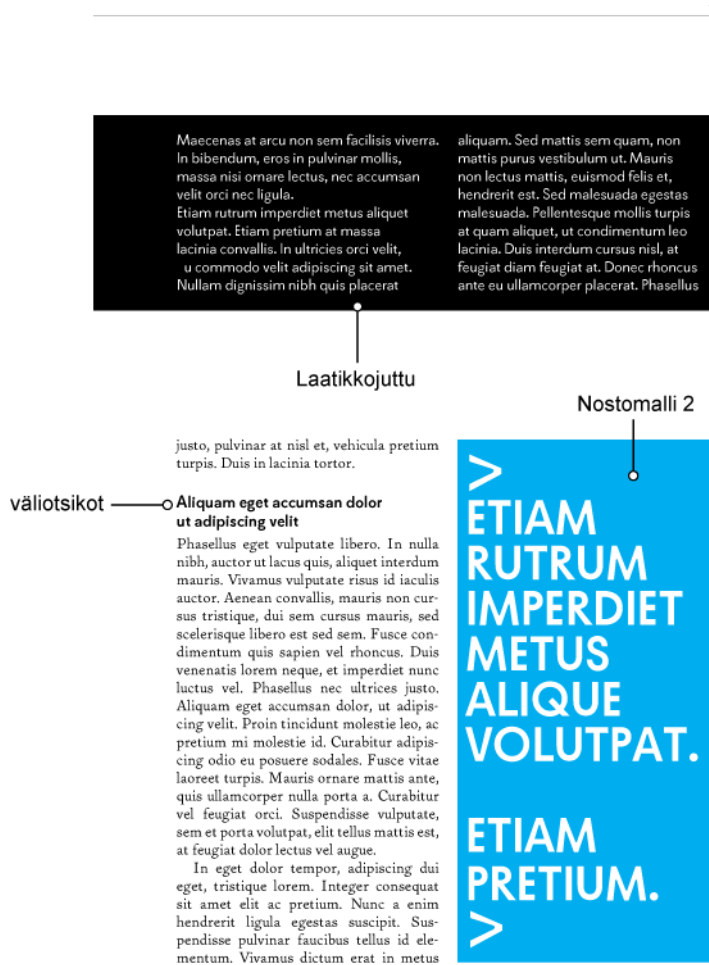 Maecenas at arcu non sem facilisis viverra.
In bibendum, eros in pulvinar mollis,
massa nisi ornare lectus, nec accumsan
velit orci nec ligula.
Etiam rutrum imperdiet metus aliquet
volutpat. Etiam pretium at massa
lacinia convallis. In ultricies orci velit,
u commodo velit adipiscing sit amet.
Nullam dignissim nibh quis placerat
aliquam. Sed mattis sem quam, non
mattis purus vestibulum ut. Mauris
non lectus mattis, euismod felis et,
hendrerit est. Sed malesuada egestas
malesuada. Pellentesque mollis turpis
at quam aliquet, ut condimentum leo
lacinia. Duis interdum cursus nisl, at
feugiat diam feugiat at. Donec rhoncus
ante eu ullamcorper placerat. Phasellus
Laatikkojuttu
Nostomalli 2
justo, pulvinar at nisl et, vehicula pretium
turpis. Duis in lacinia tortor.
väliotsikot
Aliquam eget accumsan dolor
ut adipiscing velit
Phasellus eget vulputate libero. In nulla
nibh, auctor ut lacus quis, aliquet interdum
mauris. Vivamus vulputate risus id iaculis
auctor. Aenean convallis, mauris non cur-
sus tristique, dui sem cursus mauris, sed
scelerisque libero est sed sem. Fusce con-
dimentum quis sapien vel rhoncus. Duis
venenatis lorem neque, et imperdiet nunc
luctus vel. Phasellus nec ultrices justo.
Aliquam eget accumsan dolor, ut adipis-
cing velit. Proin tincidunt molestie leo, ac
pretium mi molestie id. Curabitur adipis-
cing odio eu posuere sodales. Fusce vitae
laoreet turpis. Mauris ornare mattis ante,
quis ullamcorper nulla porta a. Curabitur
vel feugiat orci. Suspendisse vulputate,
sem et porta volutpat, elit tellus mattis est,
at feugiat dolor lectus vel augue.
In eget dolor tempor, adipiscing dui
eget, tristique lorem. Integer consequat
sit amet elit ac pretium. Nunc a enim
hendrerit ligula egestas suscipit. Sus-
pendisse pulvinar faucibus tellus id ele-
mentum. Vivamus dictum erat in metus
>
ETIAM
RUTRUM
IMPERDIET
METUS
ALIQUE
VOLUTPAT.
ETIAM
PRETIUM.
>